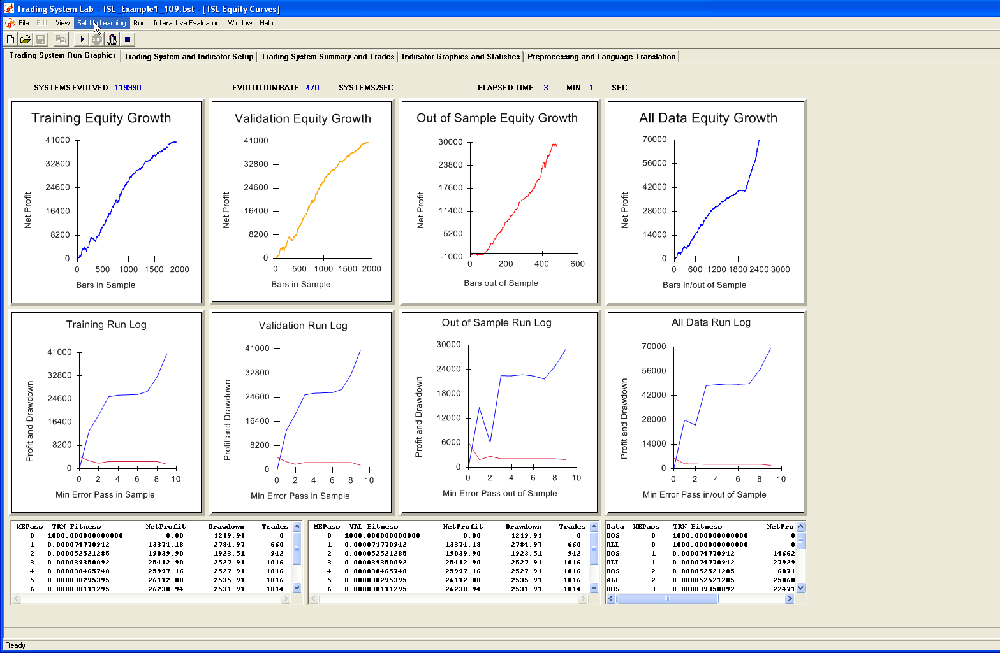 Trading System Lab - TSL_Example1_109.bst - [TSL Equity Curves]
File Edit View Set Up Learning Run Interactive Evaluator Window Help
Trading System Run Graphics Trading System and Indicator Setup Trading System Summary and Trades Indicator Graphics and Statistics Preprocessing and Language Translation
SYSTEMS EVOLVED: 119990 EVOLUTION RATE: 470 SYSTEMS/SEC ELAPSED TIME: 3 MIN 1 SEC
Training Equity Growth
Net Profit
41000
32800
24600
16400
8200
0
0 500 1000 1500 2000
Bars in Sample
Validation Equity Growth
Net Profit
41000
32800
24600
16400
8200
0
0 500 1000 1500 2000
Bars in Sample
Out of Sample Equity Growth
Net Profit
30000
23800
17600
11400
5200
-1000
0 200 400 600
Bars out of Sample
All Data Equity Growth
Net Profit
70000
56000
42000
28000
14000
0
0 600 1200 1800 2400 3000
Bars in/out of Sample
Training Run Log
Profit and Drawdown
41000
32800
24600
16400
8200
0
0 2 4 6 8 10
Min Error Pass in Sample
Validation Run Log
Profit and Drawdown
41000
32800
24600
16400
8200
0
0 2 4 6 8 10
Min Error Pass in Sample
Out of Sample Run Log
Profit and Drawdown
30000
24000
18000
12000
6000
0
0 2 4 6 8 10
Min Error Pass out of Sample
All Data Run Log
Profit and Drawdown
70000
56000
42000
28000
14000
0
0 2 4 6 8 10
Min Error Pass in/out of Sample
MEPass TRN Fitness NetProfit Drawdown Trades
0 1000.000000000000 0.00 4249.94 0
1 0.000074770942 13374.18 2784.97 660
2 0.000052521285 19039.90 1923.51 942
3 0.000039350092 25412.90 2527.91 1016
4 0.000038465740 25997.16 2527.91 1016
5 0.000038295395 26112.80 2535.91 1016
6 0.000038111295 26238.94 2531.91 1014
MEPass VAL Fitness NetProfit Drawdown Trades
0 1000.000000000000 0.00 4249.94 0
1 0.000074770942 13374.18 2784.97 660
2 0.000052521285 19039.90 1923.51 942
3 0.000039350092 25412.90 2527.91 1016
4 0.000038465740 25997.16 2527.91 1016
5 0.000038295395 26112.80 2535.91 1016
6 0.000038111295 26238.94 2531.91 1014
Data MEPass TRN Fitness NetPro
OOS 0 1000.000000000000 0
ALL 0 1000.000000000000 0
OOS 1 0.000074770942 14662
ALL 1 0.000074770942 27929
OOS 2 0.000052521285 6071
ALL 2 0.000052521285 25060
OOS 3 0.000039350092 22471
Ready